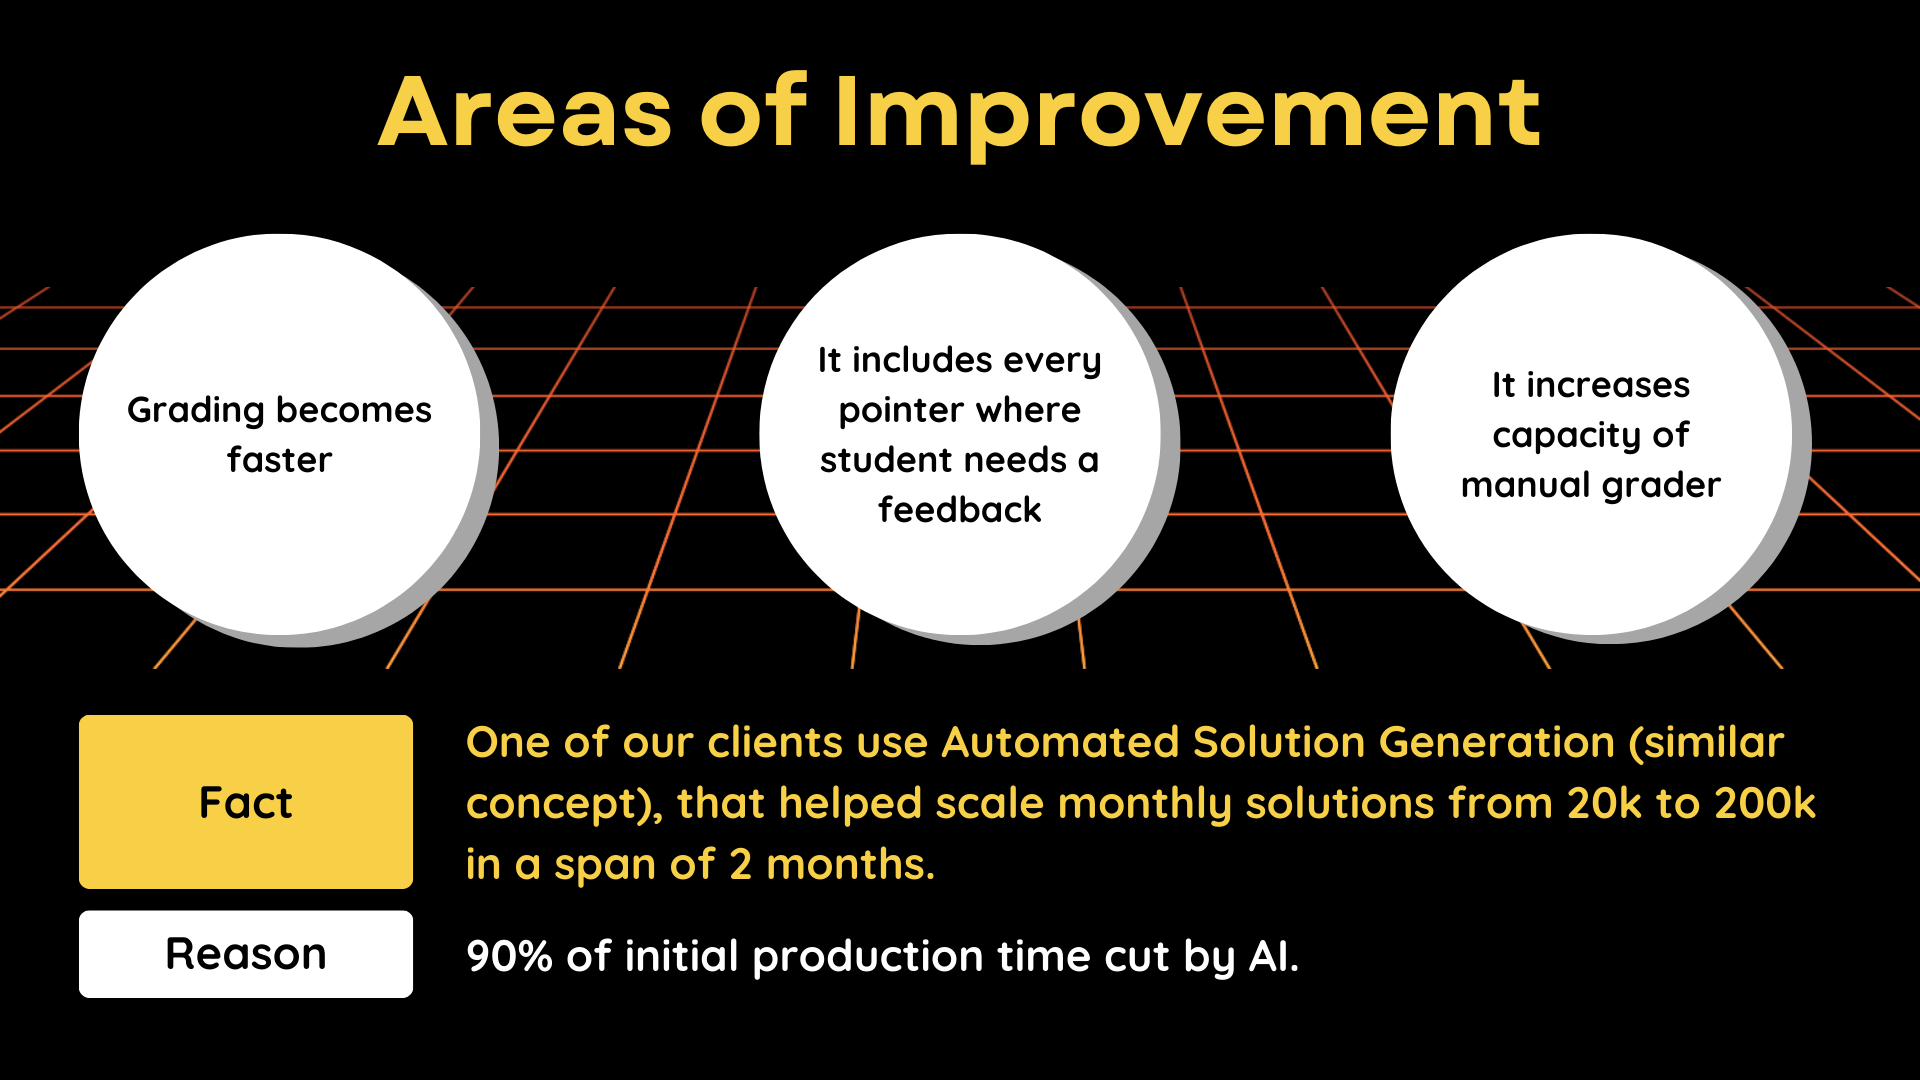 Areas of Improvement
Grading becomes
faster
It includes every
pointer where
student needs a
feedback
It increases
capacity of
manual grader
Fact
One of our clients use Automated Solution Generation (similar
concept), that helped scale monthly solutions from 20k to 200k
in a span of 2 months.
Reason
90% of initial production time cut by AI.